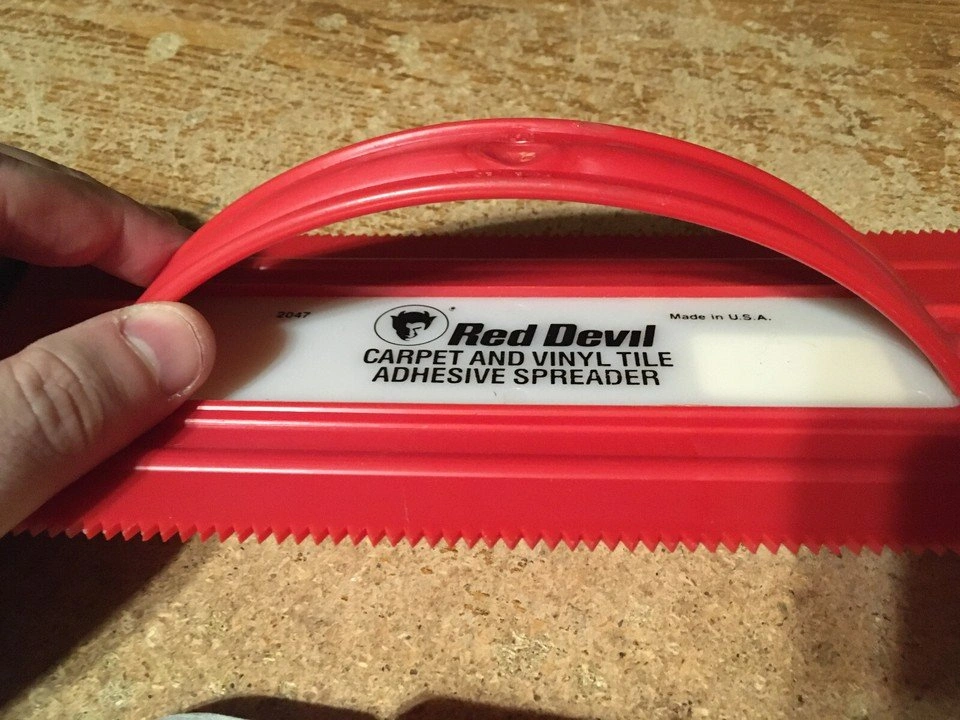 2047
Made in U.S.A.
Red Devil
CARPET AND VINYL TILE
ADHESIVE SPREADER